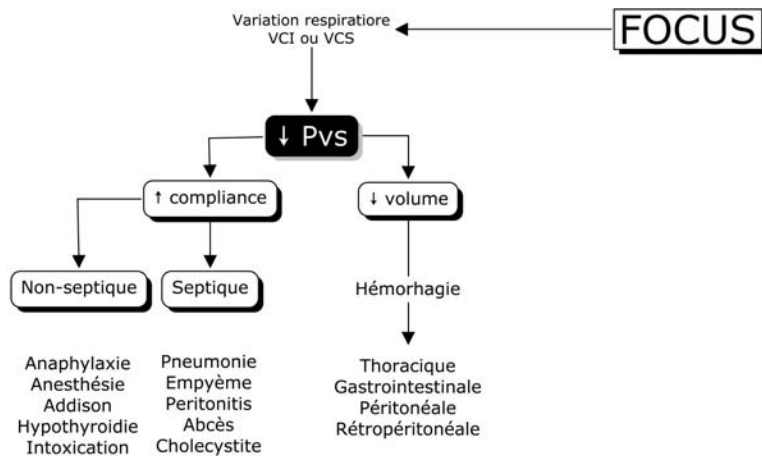 Variation respiratiore
VCI ou VCS
FOCUS
↓ Pvs
↑ compliance
↓ volume
Non-septique
Septique
Hémorhagie
Anaphylaxie
Anesthésie
Addison
Hypothyroidie
Intoxication
Pneumonie
Empyème
Peritonitis
Abcès
Cholecystite
Thoracique
Gastrointestinale
Péritonéale
Rétropéritonéale